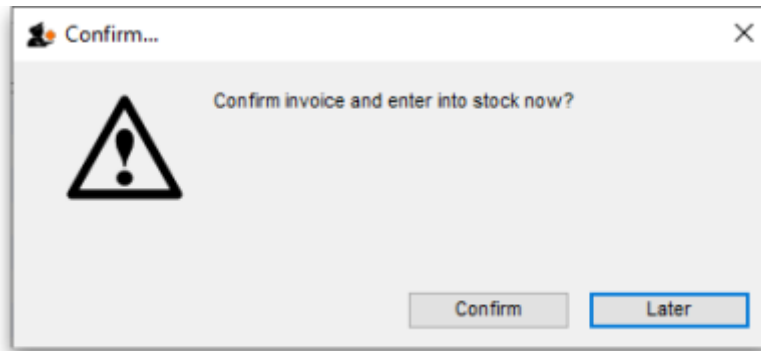 Confirm...
Confirm invoice and enter into stock now?
Confirm
Later